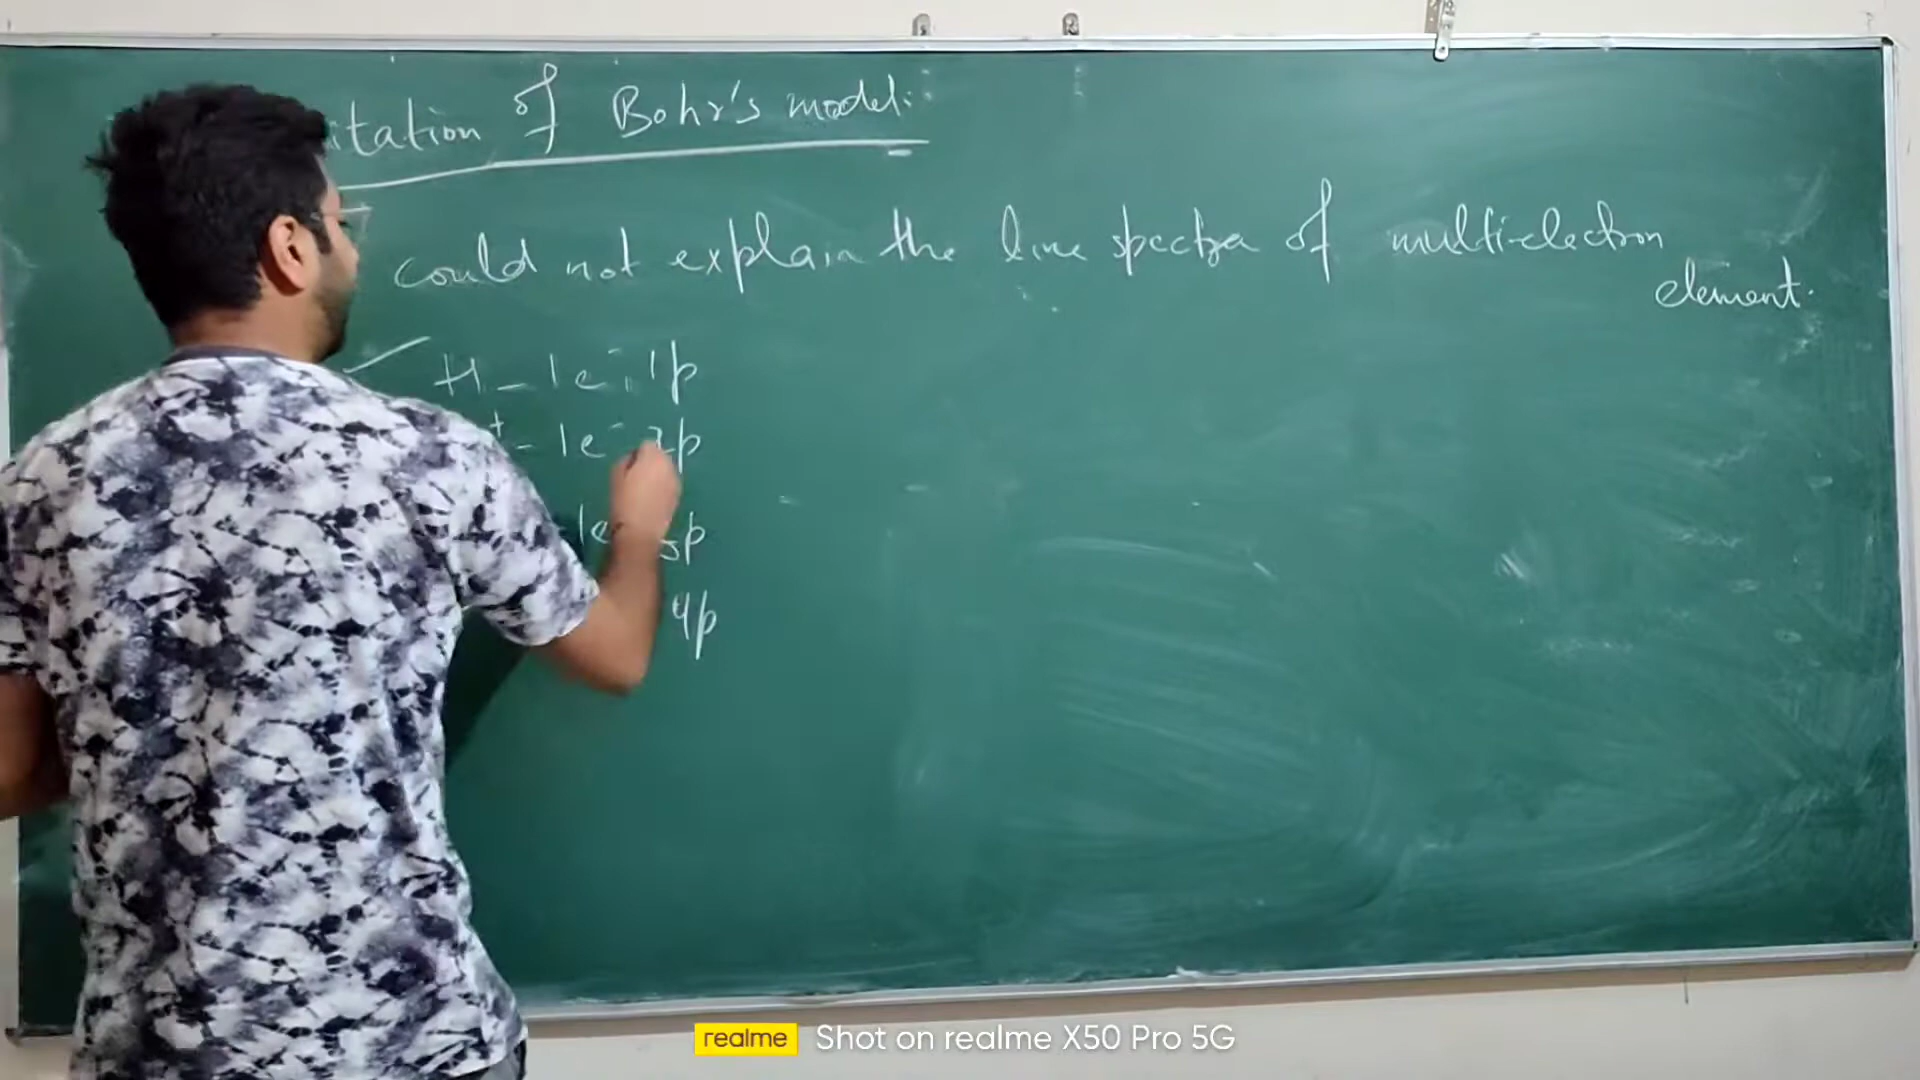 itation of Bohr's model:
could not explain the line spectra of multi-electron
element.
H - 1e⁻, 1p
+ - 1e⁻ 2p
1e 3p
4p
realme Shot on realme X50 Pro 5G